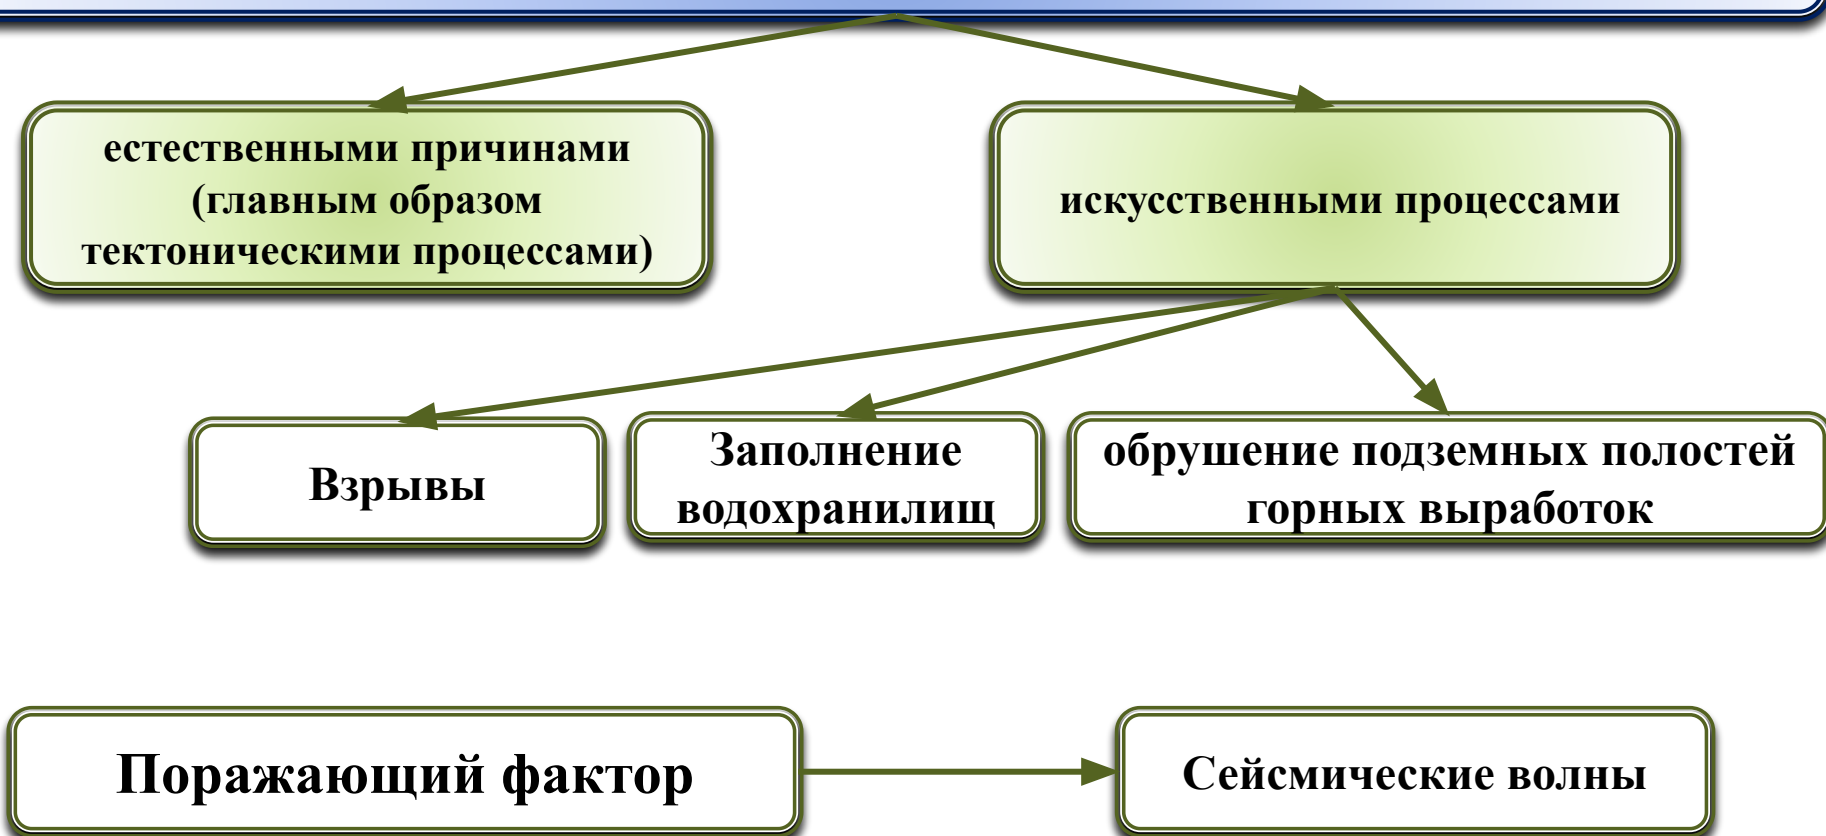 естественными причинами
(главным образом
тектоническими процессами)
искусственными процессами
Взрывы
Заполнение
водохранилищ
обрушение подземных полостей
горных выработок
Поражающий фактор
Сейсмические волны